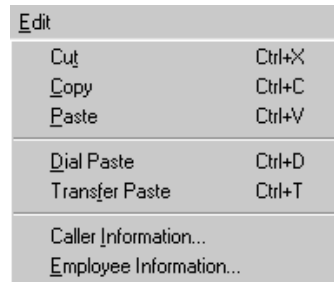 Edit
Cut Ctrl+X
Copy Ctrl+C
Paste Ctrl+V
Dial Paste Ctrl+D
Transfer Paste Ctrl+T
Caller Information...
Employee Information...